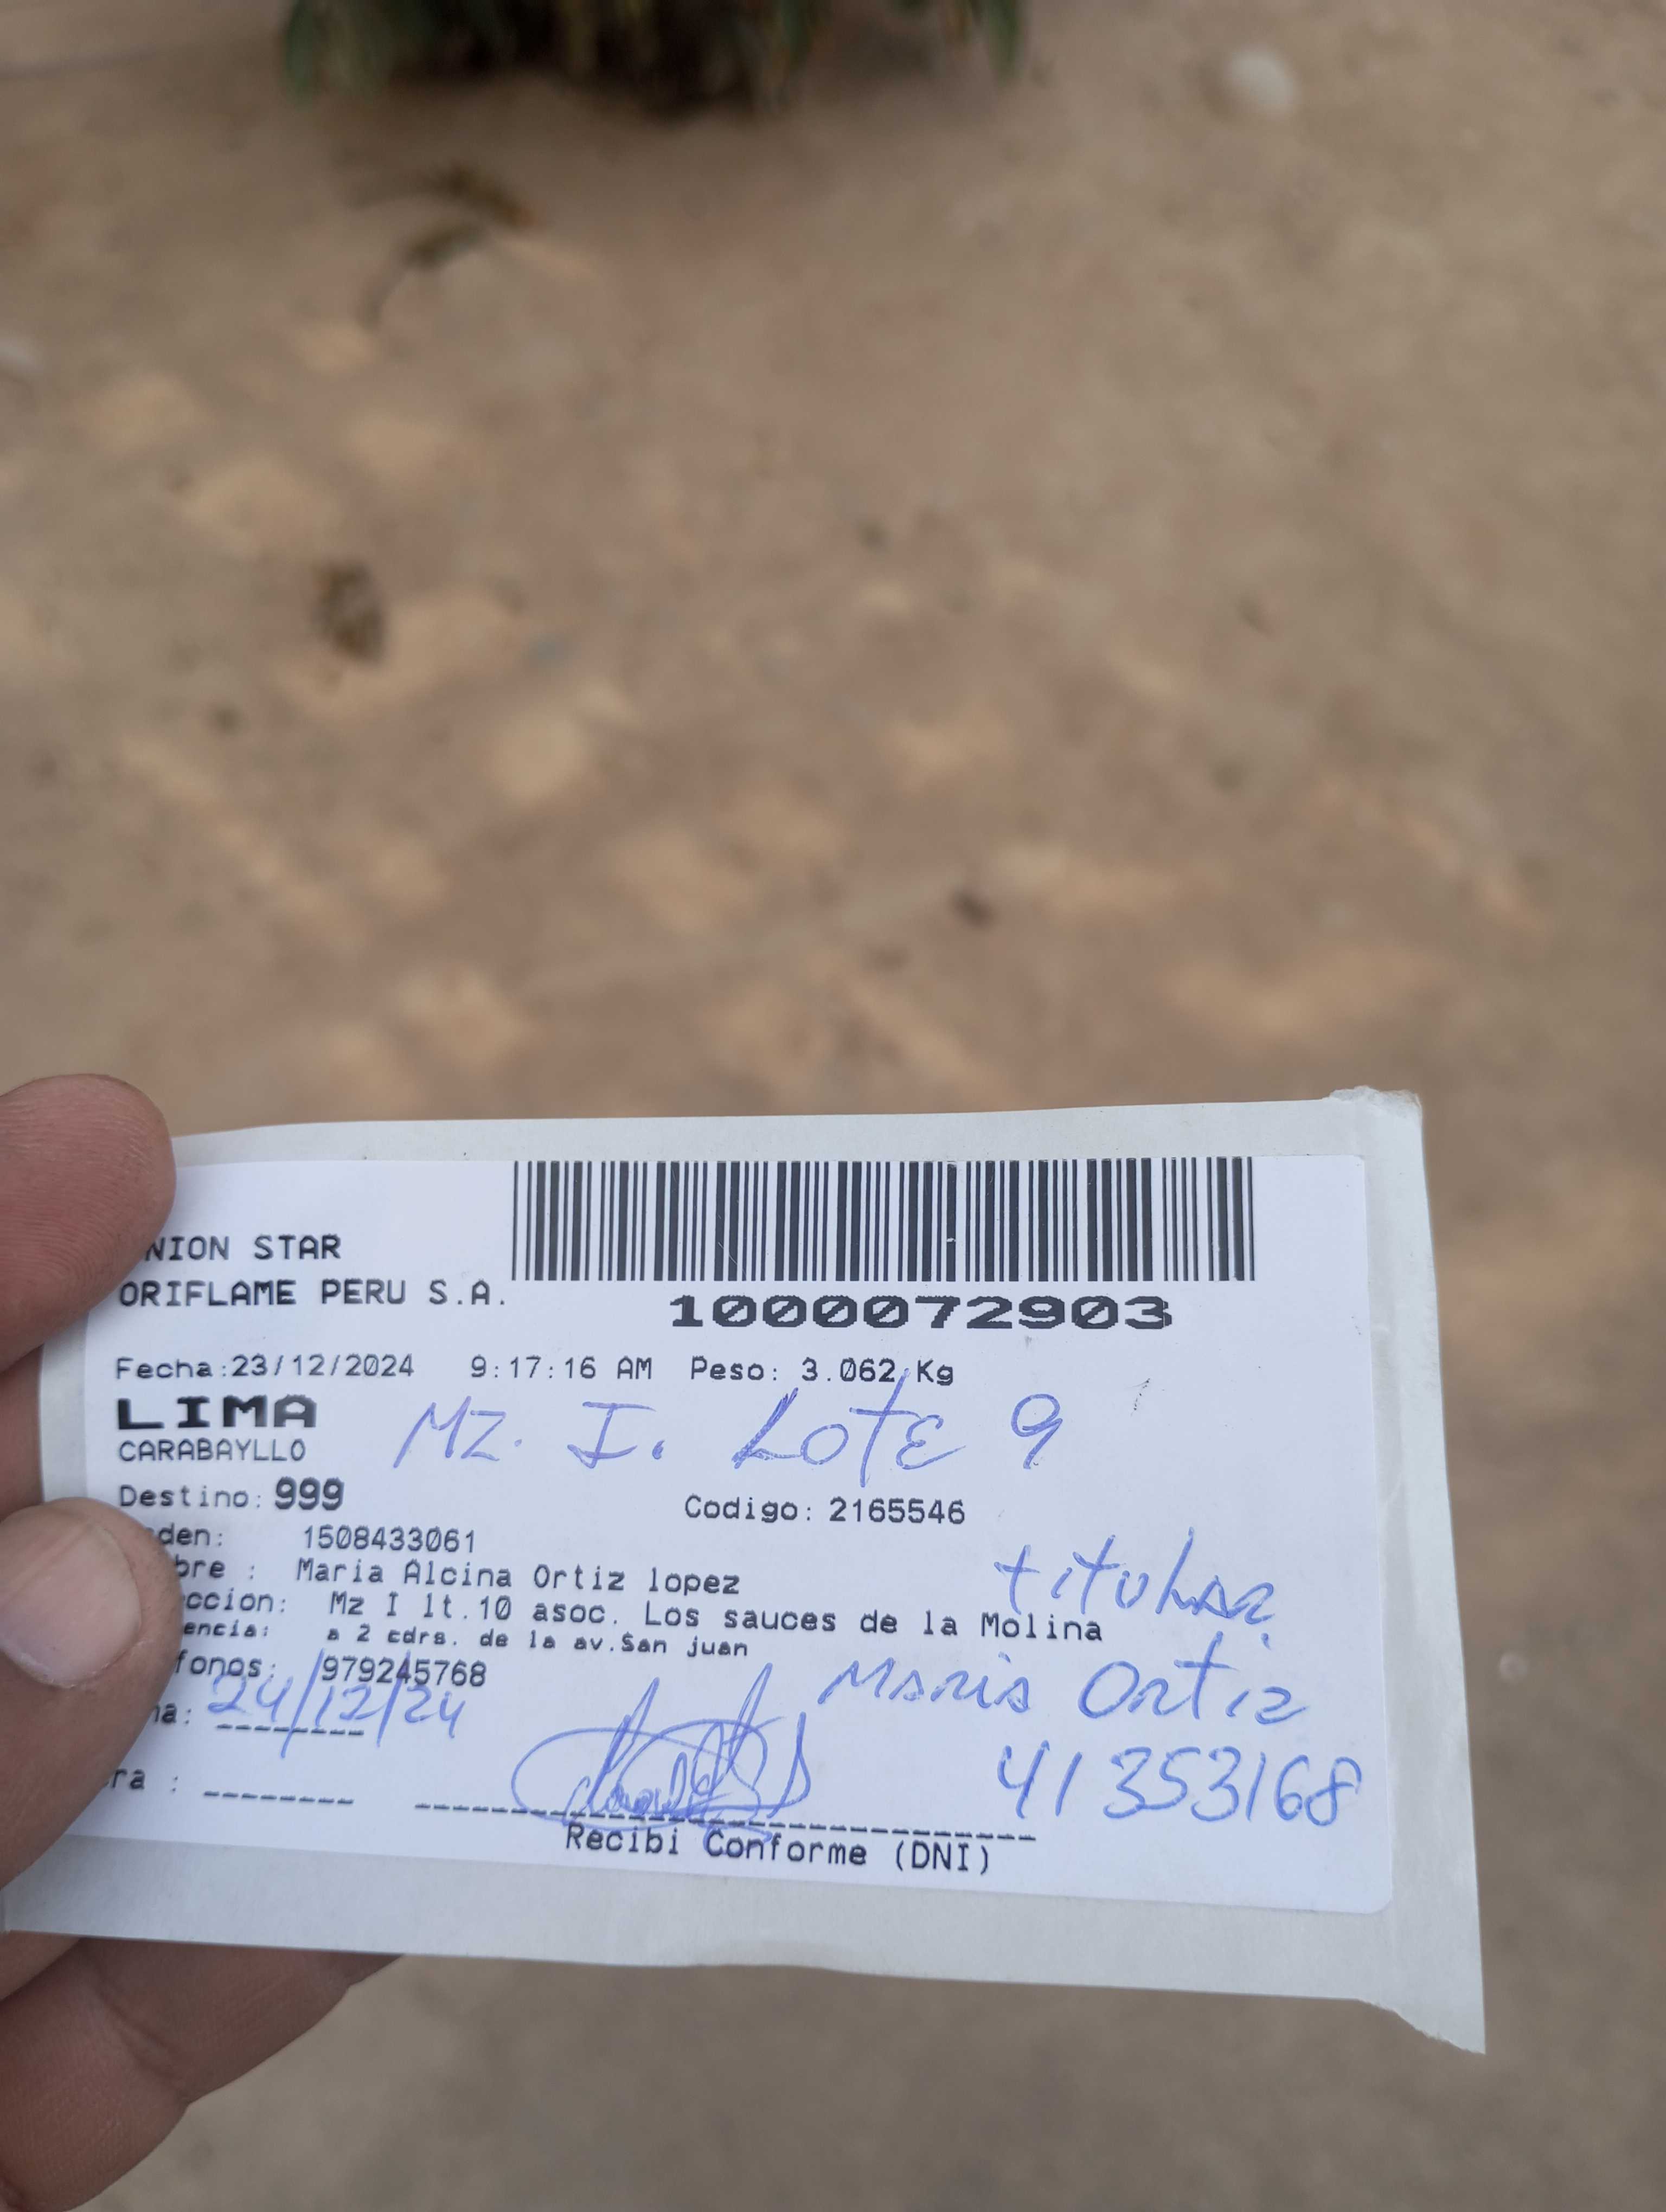 NION STAR
ORIFLAME PERU S.A.
1000072903
Fecha:23/12/2024 9:17:16 AM Peso: 3.062 Kg
LIMA
CARABAYLLO
MZ. I. LOTE 9
Destino: 999 Codigo: 2165546
den: 1508433061
bre : Maria Alcina Ortiz lopez
titular
ccion: Mz I lt.10 asoc. Los sauces de la Molina
encia: a 2 cdrs. de la av.San juan
fonos: 979245768
Maria Ortiz
a: 24/12/24
41353168
ra :
Recibi Conforme (DNI)